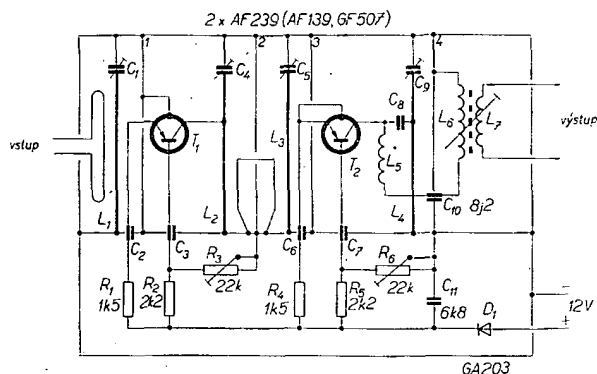 2 x AF239 (AF139, GF507)
1 2 3 4
C1 C4 C5 C9
C8
L6 L7
T1 L3 T2 L5
vstup výstup
L1 L2 L4 C10 8j2
C2 C3 C6 C7
R3 22k R6 22k
R1 1k5 R2 2k2 R4 1k5 R5 2k2 C11 6k8 D1
− 12V +
GA203